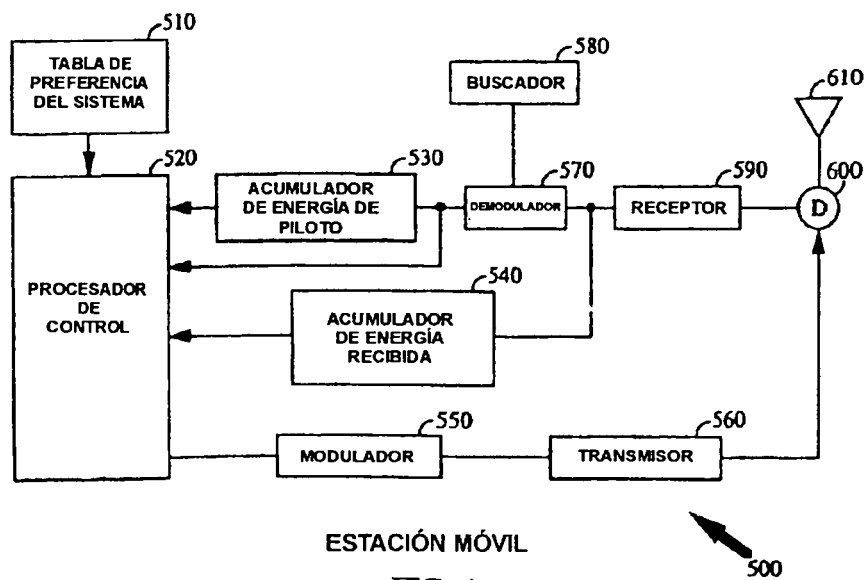 510
TABLA DE
PREFERENCIA
DEL SISTEMA
580
BUSCADOR
610
520
PROCESADOR
DE
CONTROL
530
ACUMULADOR
DE ENERGÍA DE
PILOTO
570
DEMODULADOR
590
RECEPTOR
600
D
540
ACUMULADOR
DE ENERGÍA
RECIBIDA
550
MODULADOR
560
TRANSMISOR
ESTACIÓN MÓVIL
500